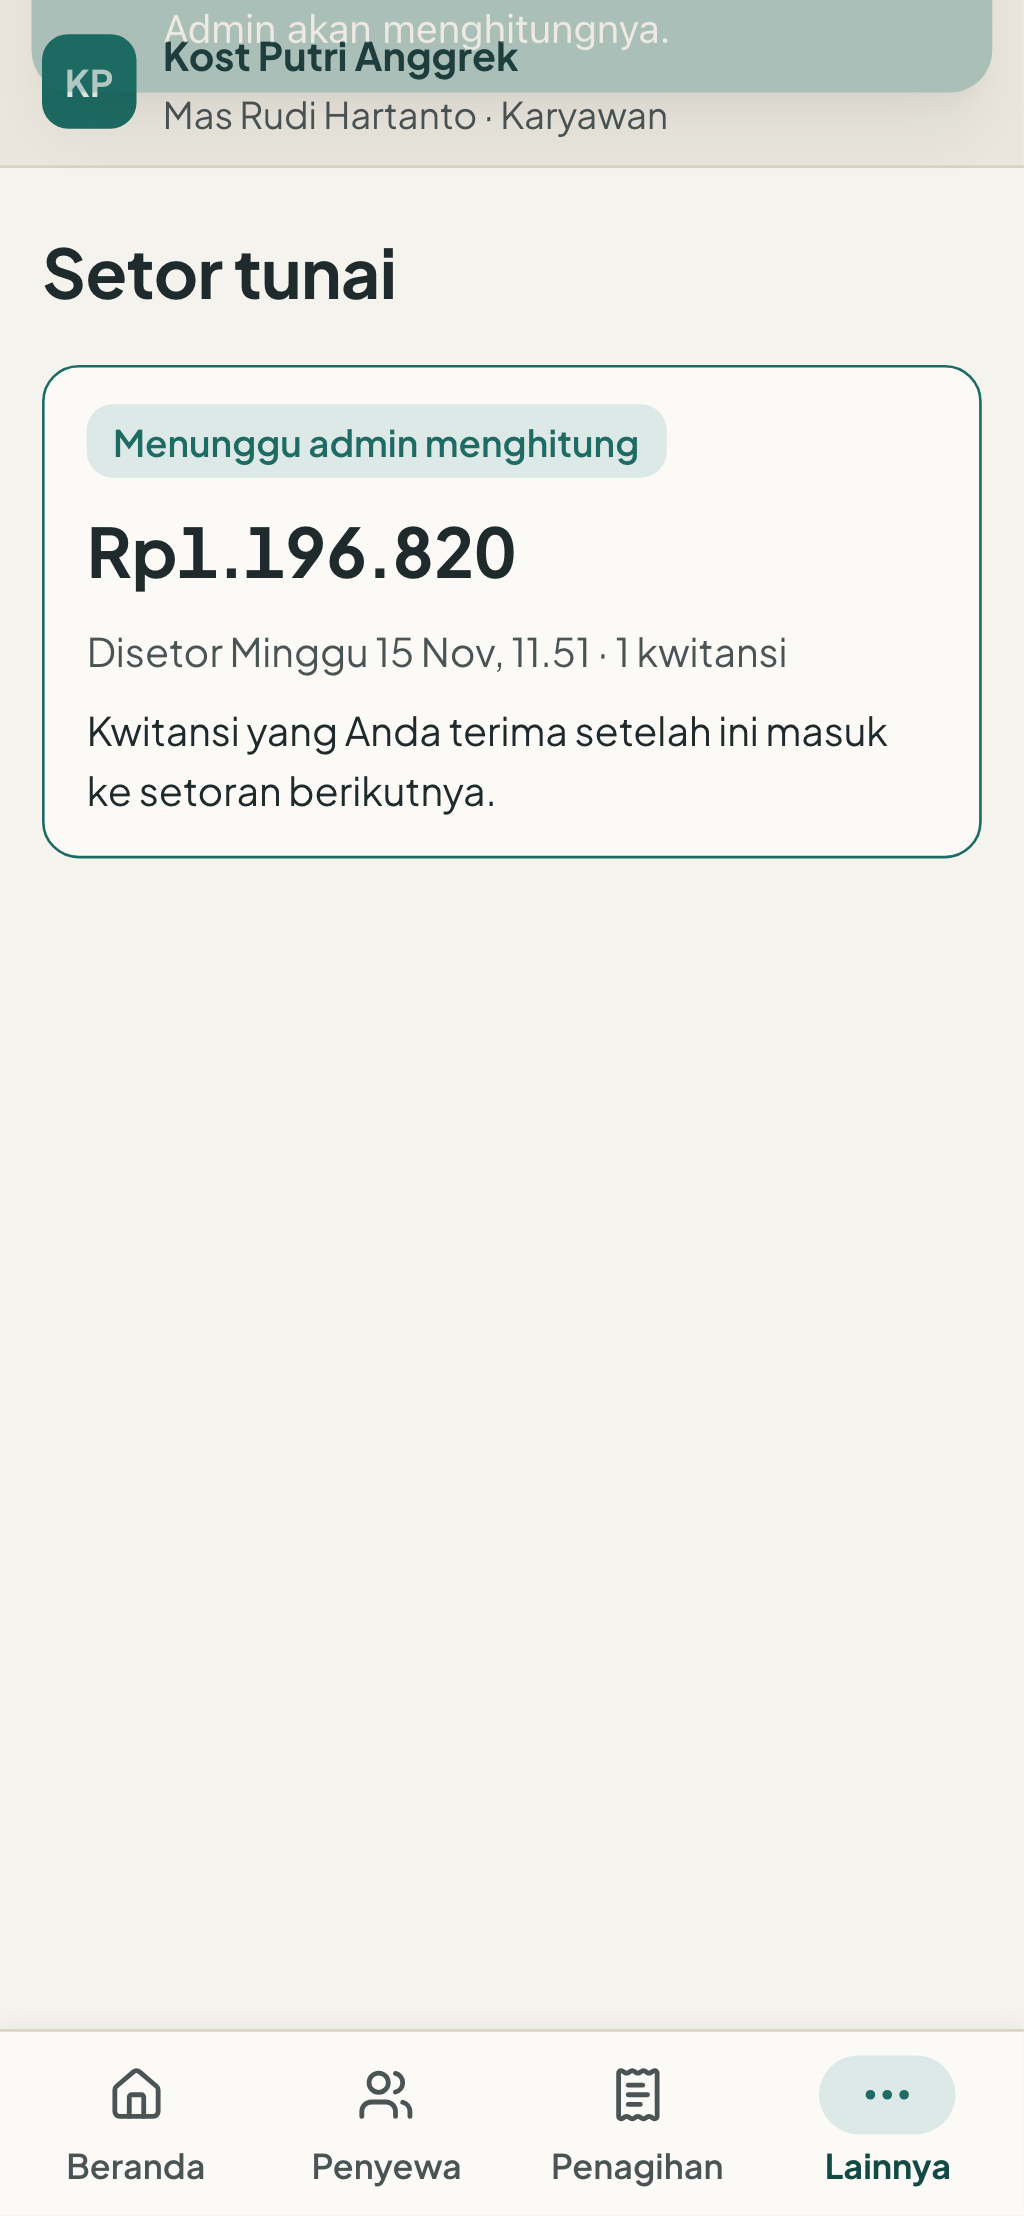 Admin akan menghitungnya.
KP
Kost Putri Anggrek
Mas Rudi Hartanto · Karyawan
Setor tunai
Menunggu admin menghitung
Rp1.196.820
Disetor Minggu 15 Nov, 11.51 · 1 kwitansi
Kwitansi yang Anda terima setelah ini masuk
ke setoran berikutnya.
Beranda
Penyewa
Penagihan
Lainnya